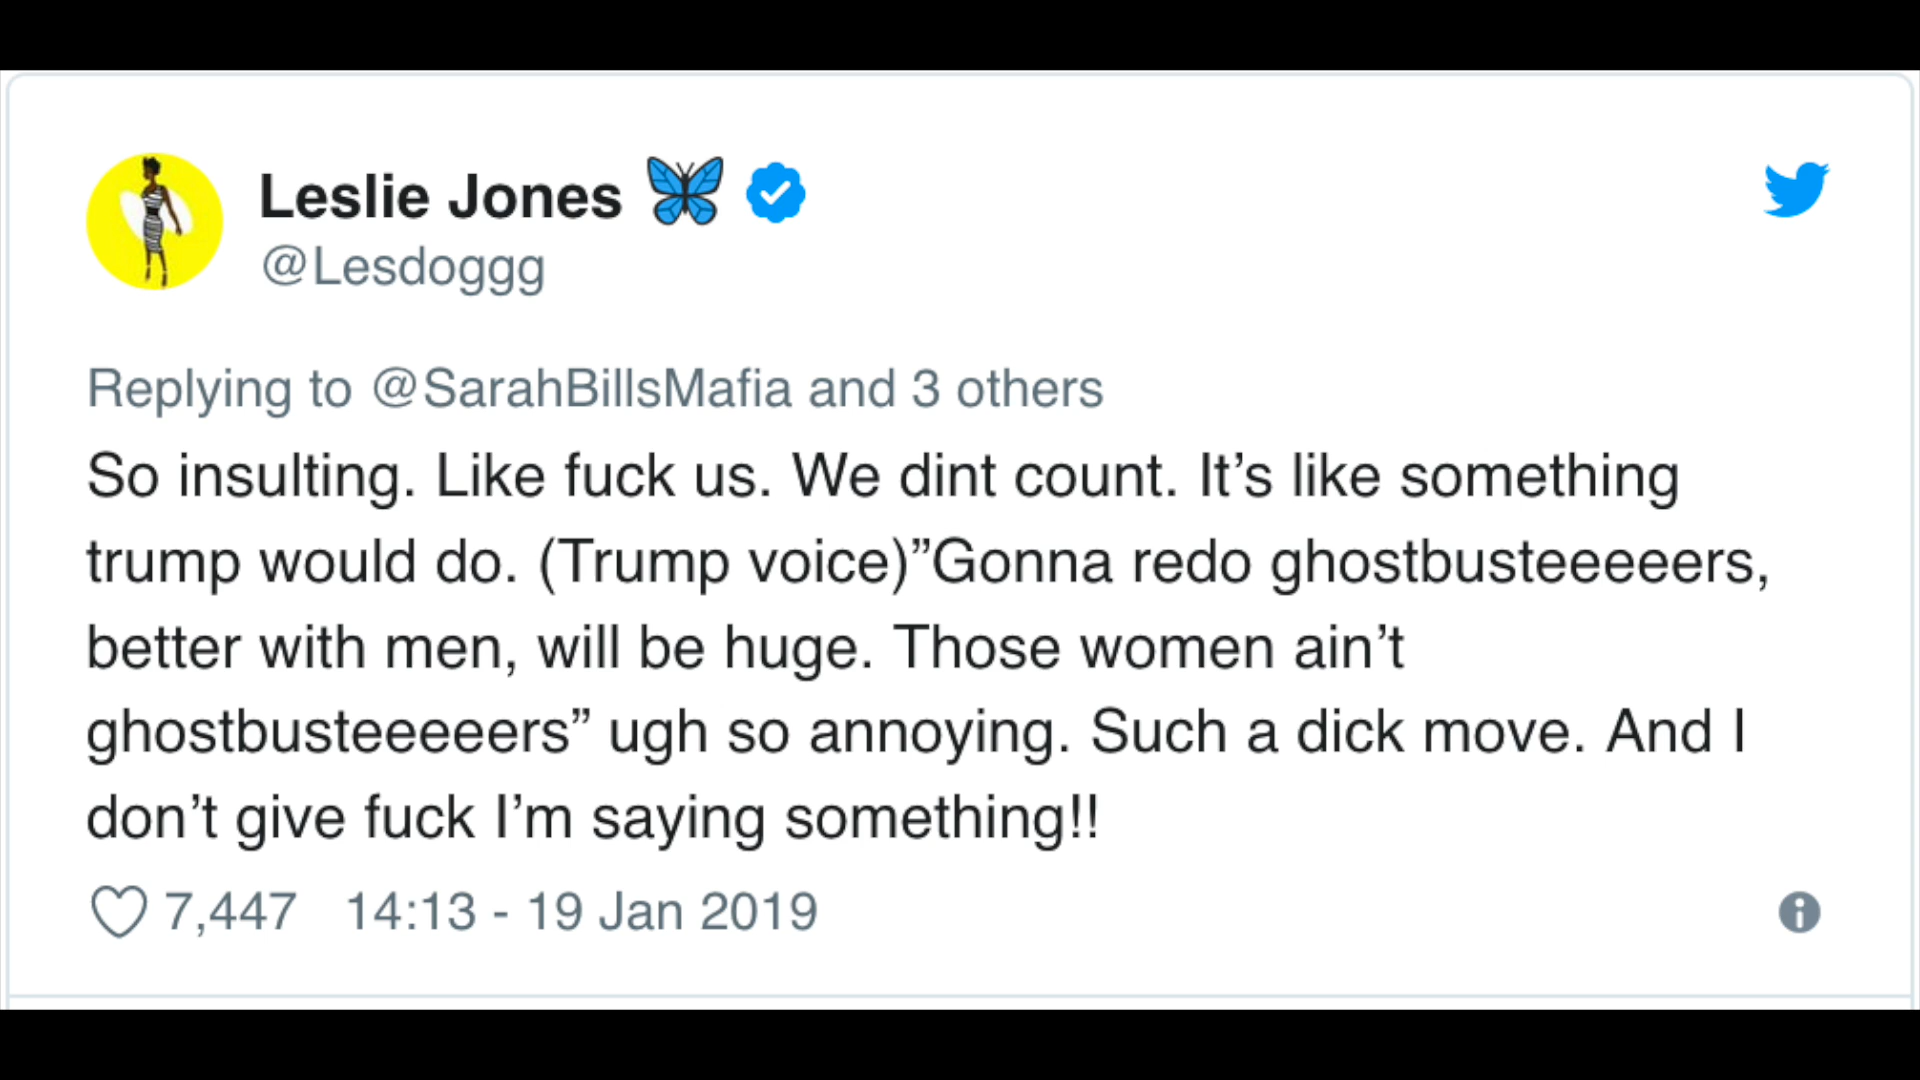 Leslie Jones 🦋
@Lesdoggg
Replying to @SarahBillsMafia and 3 others
So insulting. Like fuck us. We dint count. It’s like something
trump would do. (Trump voice)”Gonna redo ghostbusteeeeers,
better with men, will be huge. Those women ain’t
ghostbusteeeeers” ugh so annoying. Such a dick move. And I
don’t give fuck I’m saying something!!
7,447 14:13 - 19 Jan 2019